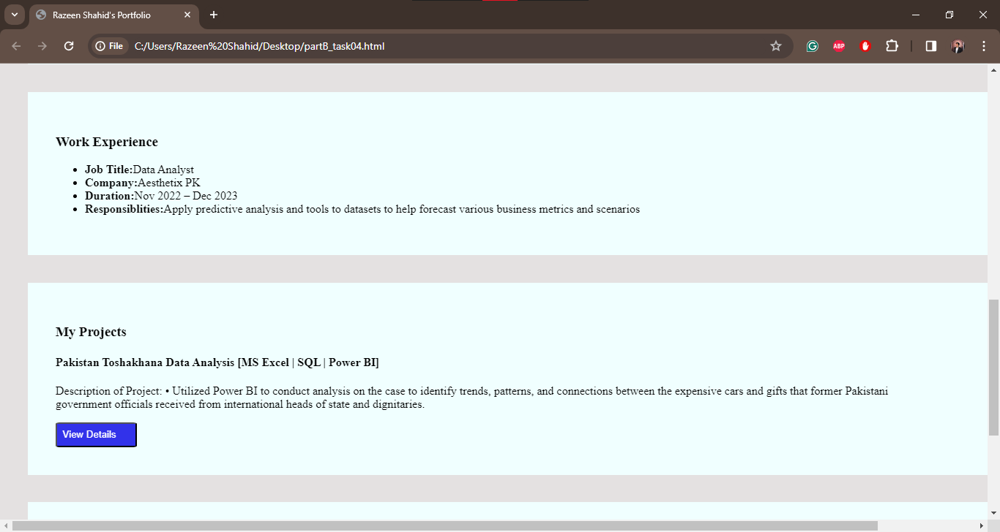 Razeen Shahid's Portfolio
File C:/Users/Razeen%20Shahid/Desktop/partB_task04.html
ABP
Work Experience
• Job Title:Data Analyst
• Company:Aesthetix PK
• Duration:Nov 2022 – Dec 2023
• Responsiblities:Apply predictive analysis and tools to datasets to help forecast various business metrics and scenarios
My Projects
Pakistan Toshakhana Data Analysis [MS Excel | SQL | Power BI]
Description of Project: • Utilized Power BI to conduct analysis on the case to identify trends, patterns, and connections between the expensive cars and gifts that former Pakistani
government officials received from international heads of state and dignitaries.
View Details